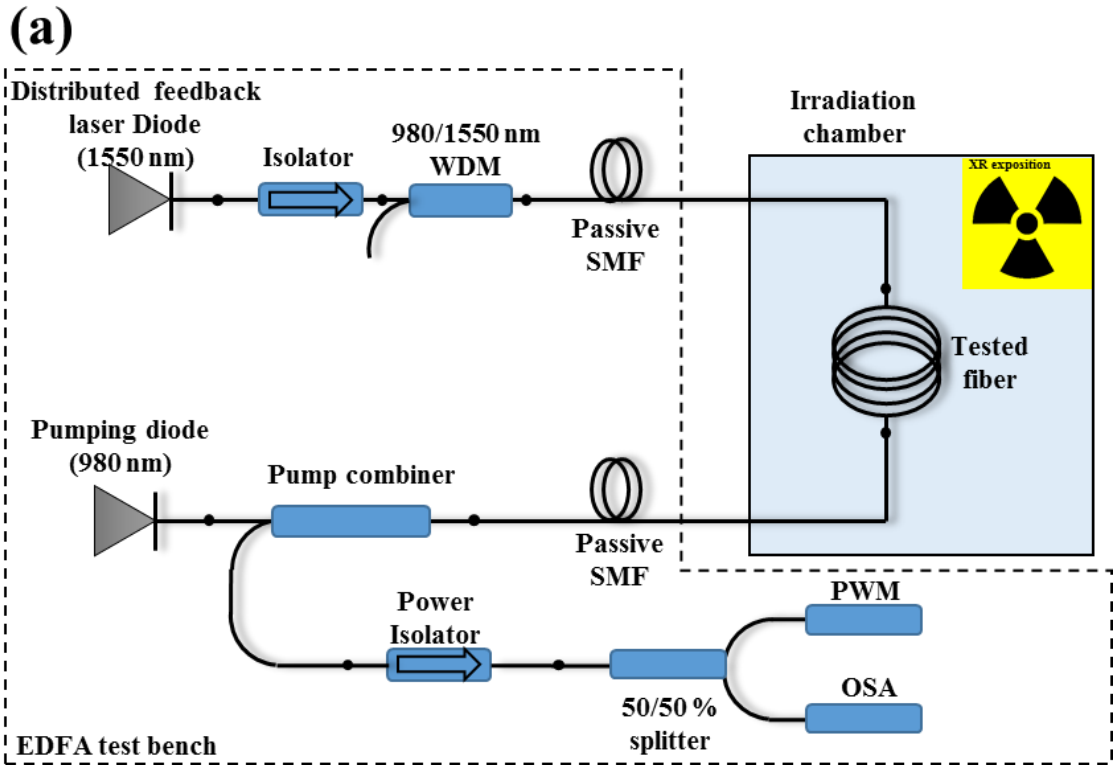 (a)
Distributed feedback
laser Diode
(1550 nm)
Isolator
980/1550 nm
WDM
Passive
SMF
Irradiation
chamber
XR exposition
Tested
fiber
Pumping diode
(980 nm)
Pump combiner
Passive
SMF
Power
Isolator
50/50 %
splitter
PWM
OSA
EDFA test bench